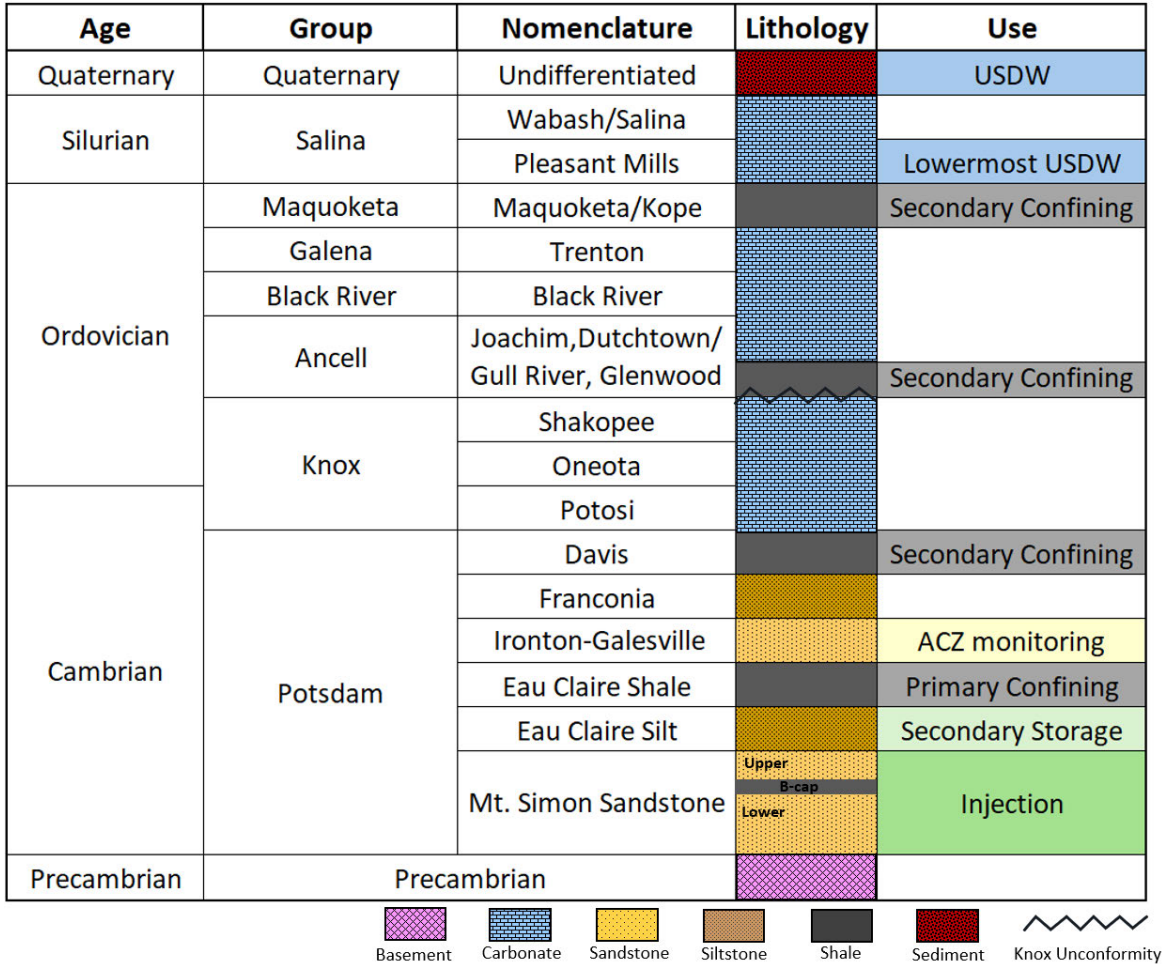 Age Group Nomenclature Lithology Use
Quaternary Quaternary Undifferentiated USDW
Silurian Salina Wabash/Salina
Pleasant Mills Lowermost USDW
Ordovician Maquoketa Maquoketa/Kope Secondary Confining
Galena Trenton
Black River Black River
Ancell Joachim,Dutchtown/
Gull River, Glenwood Secondary Confining
Knox Shakopee
Oneota
Cambrian Potosi
Potsdam Davis Secondary Confining
Franconia
Ironton-Galesville ACZ monitoring
Eau Claire Shale Primary Confining
Eau Claire Silt Secondary Storage
Mt. Simon Sandstone Upper
B-cap
Lower
Injection
Precambrian Precambrian
Basement Carbonate Sandstone Siltstone Shale Sediment Knox Unconformity